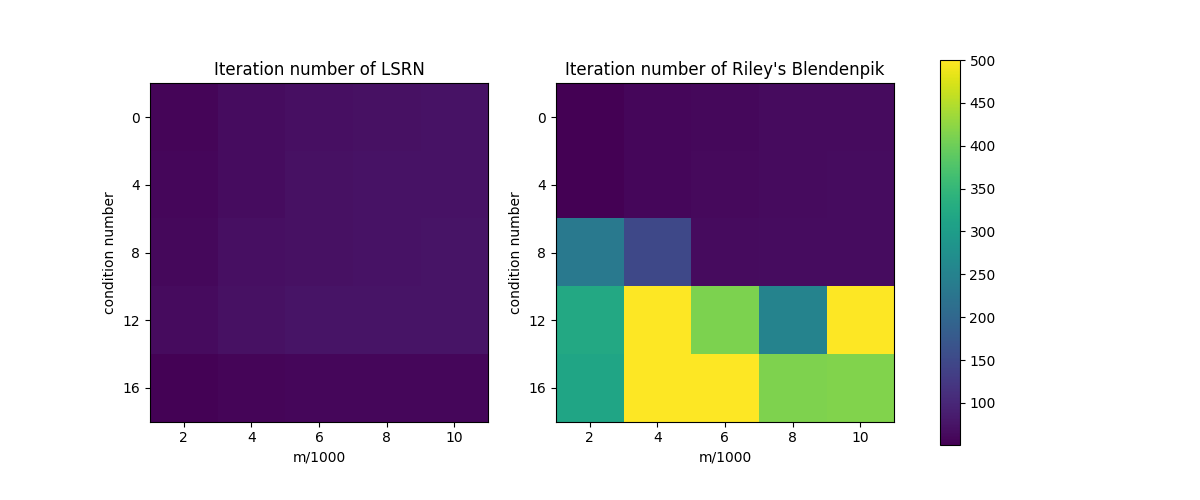 Iteration number of LSRN
condition number
0
4
8
12
16
2 4 6 8 10
m/1000
Iteration number of Riley's Blendenpik
condition number
0
4
8
12
16
2 4 6 8 10
m/1000
500
450
400
350
300
250
200
150
100